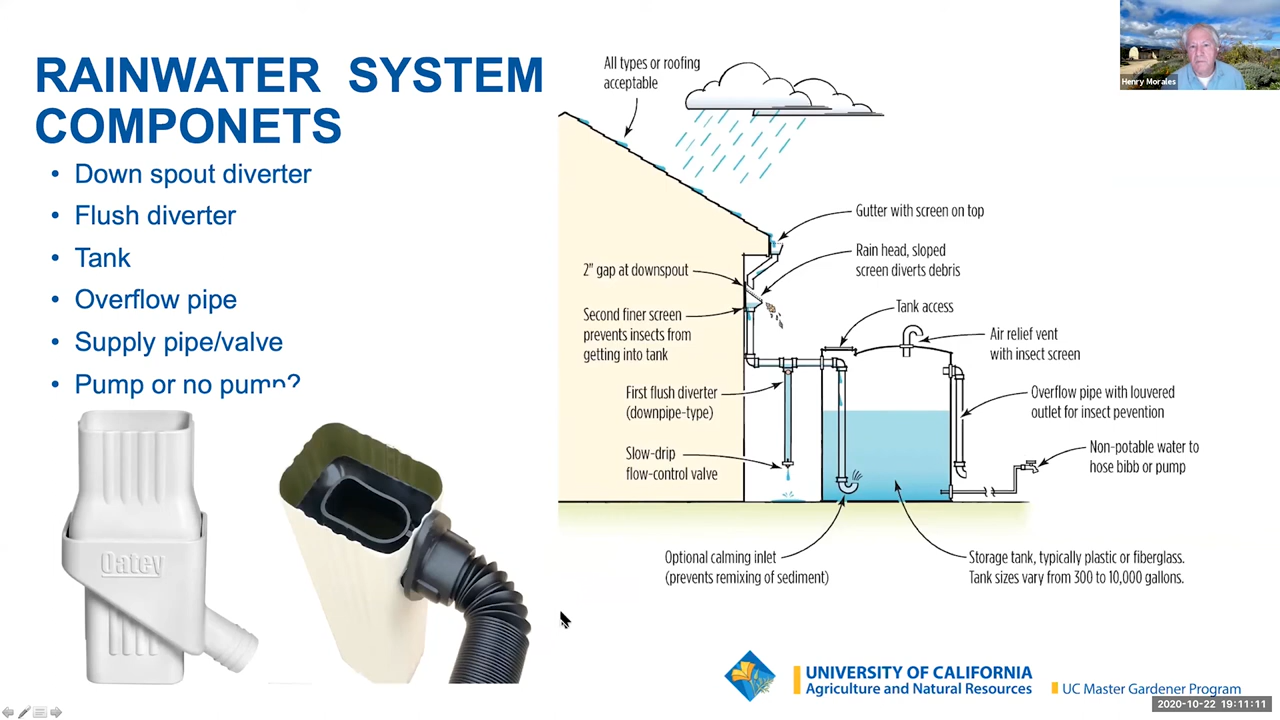 RAINWATER SYSTEM
COMPONETS
• Down spout diverter
• Flush diverter
• Tank
• Overflow pipe
• Supply pipe/valve
• Pump or no pump?
Oatey
All types or roofing
acceptable
Gutter with screen on top
Rain head, sloped
screen diverts debris
2" gap at downspout
Second finer screen
prevents insects from
getting into tank
Tank access
Air relief vent
with insect screen
First flush diverter
(downpipe-type)
Overflow pipe with louvered
outlet for insect pevention
Slow-drip
flow-control valve
Non-potable water to
hose bibb or pump
Optional calming inlet
(prevents remixing of sediment)
Storage tank, typically plastic or fiberglass.
Tank sizes vary from 300 to 10,000 gallons.
Henry Morales
UNIVERSITY OF CALIFORNIA
Agriculture and Natural Resources
UC Master Gardener Program
2020-10-22 19:11:11